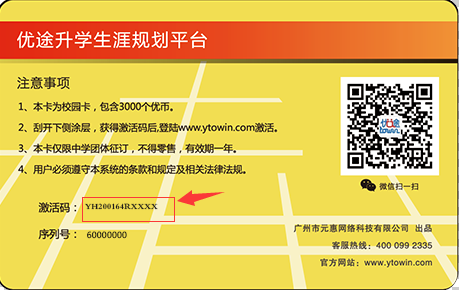 优途升学生涯规划平台
注意事项
1、本卡为校园卡，包含3000个优币。
2、刮开下侧涂层，获得激活码后,登陆www.ytowin.com激活。
3、本卡仅限中学团体征订，不得零售，有效期一年。
4、用户必须遵守本系统的条款和规定及相关法律法规。
优途
towin
微信扫一扫
激活码： YH200164RXXXX
序列号： 60000000
广州市元惠网络科技有限公司 出品
客服热线：400 099 2335
官方网站：www.ytowin.com